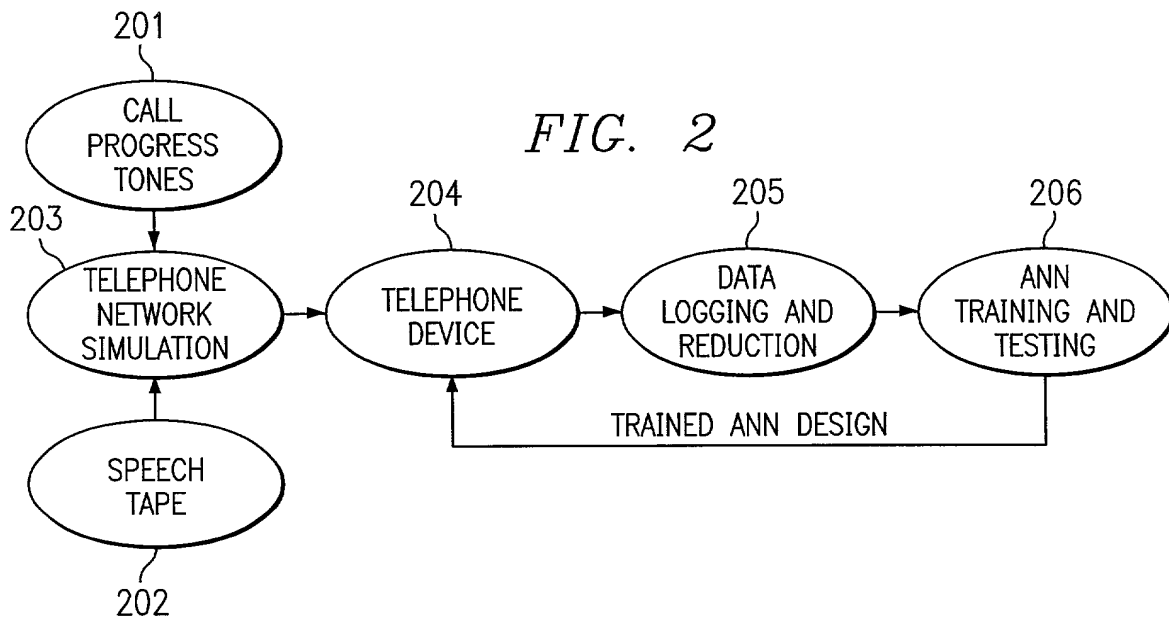 201
CALL
PROGRESS
TONES
FIG. 2
203
TELEPHONE
NETWORK
SIMULATION
204
TELEPHONE
DEVICE
205
DATA
LOGGING AND
REDUCTION
206
ANN
TRAINING AND
TESTING
TRAINED ANN DESIGN
SPEECH
TAPE
202